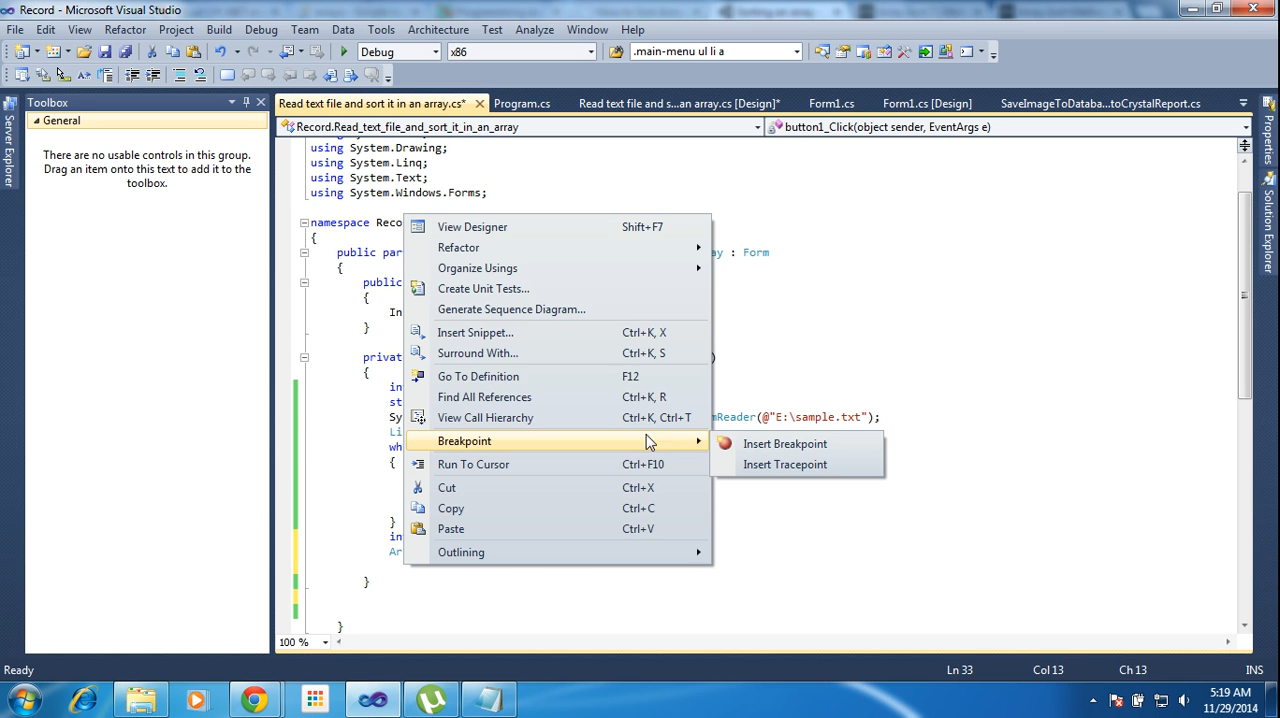 Record - Microsoft Visual Studio
File Edit View Refactor Project Build Debug Team Data Tools Architecture Test Analyze Window Help
Debug x86 .main-menu ul li a
Toolbox
Read text file and sort it in an array.cs* Program.cs Read text file and s...an array.cs [Design]* Form1.cs Form1.cs [Design] SaveImageToDataba...toCrystalReport.cs
General
Record.Read_text_file_and_sort_it_in_an_array button1_Click(object sender, EventArgs e)
There are no usable controls in this group.
Drag an item onto this text to add it to the
toolbox.
Server Explorer
Properties
Solution Explorer
using System.Drawing;
using System.Linq;
using System.Text;
using System.Windows.Forms;
namespace Reco
{
public par ay : Form
{
public
{
In
}
privat )
{
in
st
Sy mReader(@"E:\sample.txt");
Li
wh
{
}
in
Ar
}
}
View Designer Shift+F7
Refactor
Organize Usings
Create Unit Tests...
Generate Sequence Diagram...
Insert Snippet... Ctrl+K, X
Surround With... Ctrl+K, S
Go To Definition F12
Find All References Ctrl+K, R
View Call Hierarchy Ctrl+K, Ctrl+T
Breakpoint
Run To Cursor Ctrl+F10
Cut Ctrl+X
Copy Ctrl+C
Paste Ctrl+V
Outlining
Insert Breakpoint
Insert Tracepoint
100 %
Ready Ln 33 Col 13 Ch 13 INS
5:19 AM
11/29/2014